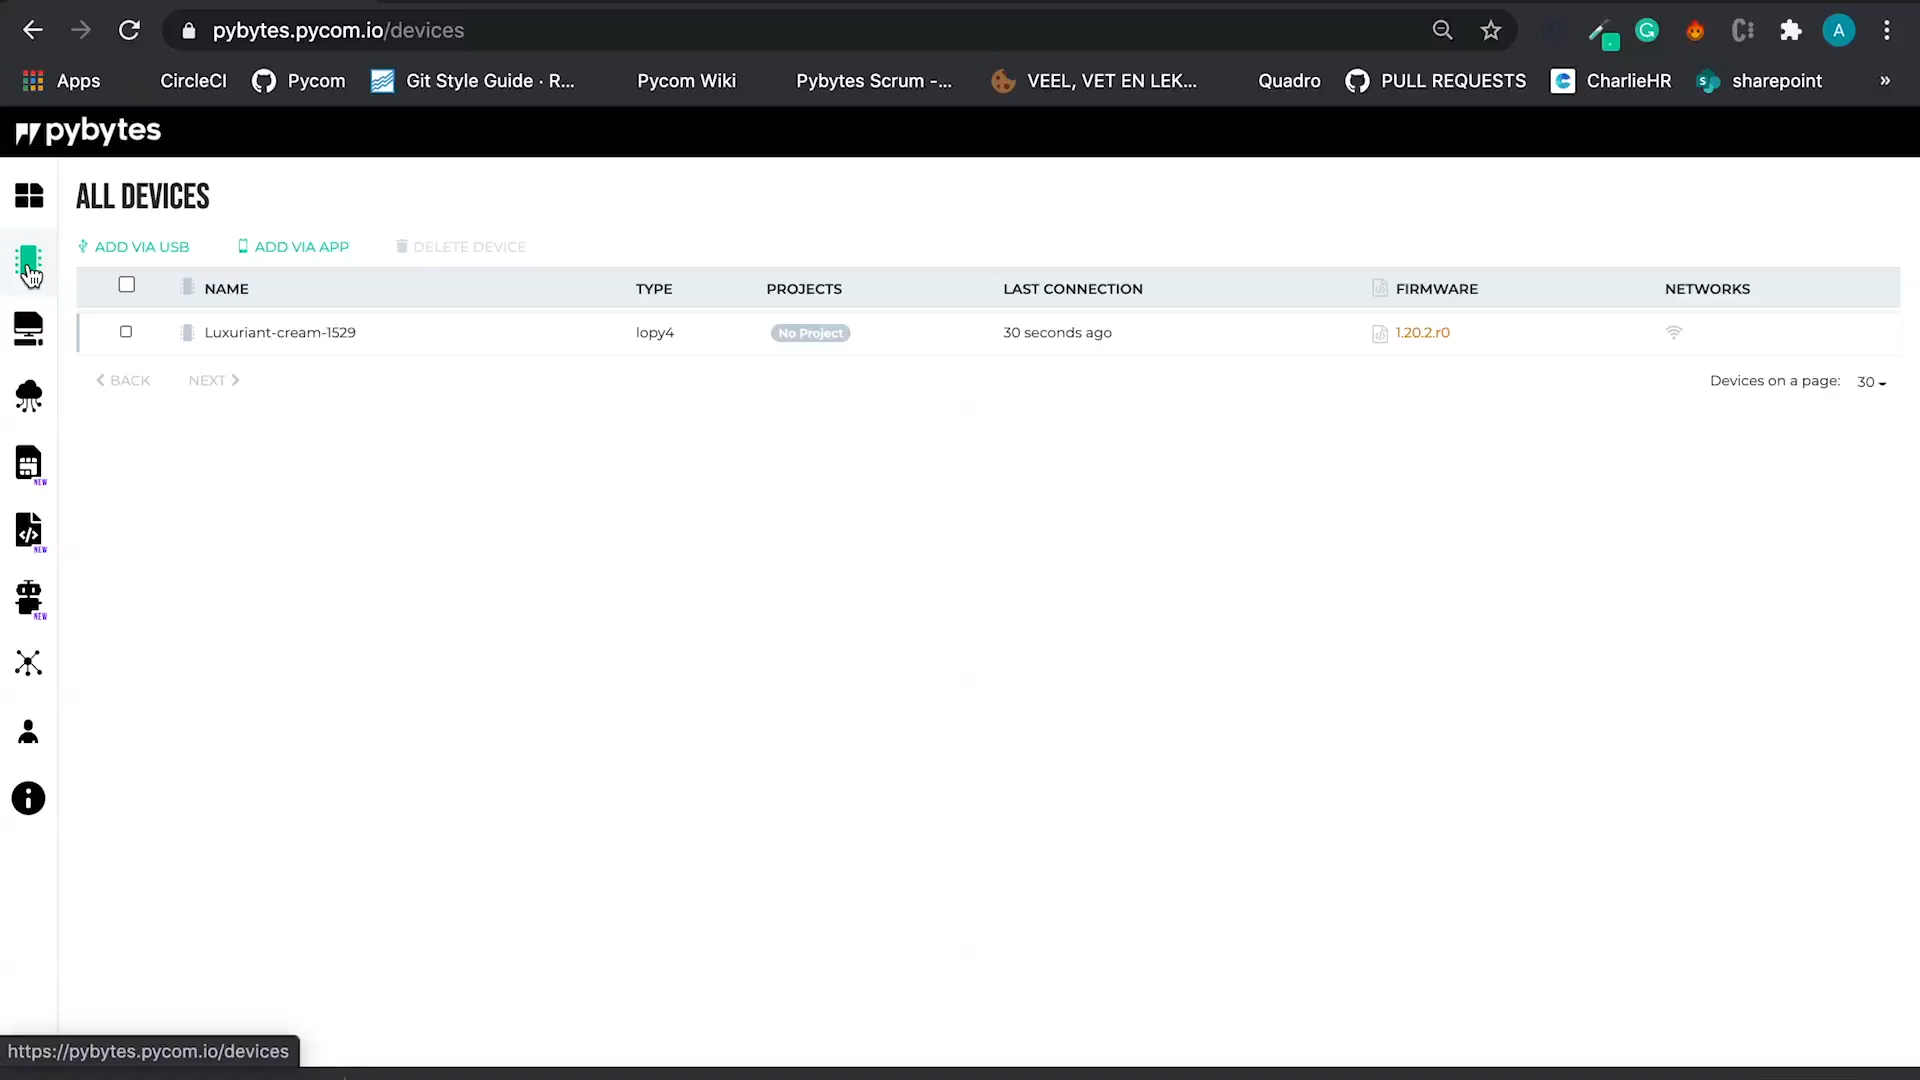 pybytes.pycom.io/devices
A
Apps CircleCI Pycom Git Style Guide · R... Pycom Wiki Pybytes Scrum -... VEEL, VET EN LEK... Quadro PULL REQUESTS CharlieHR sharepoint »
pybytes
ALL DEVICES
ADD VIA USB ADD VIA APP DELETE DEVICE
NAME TYPE PROJECTS LAST CONNECTION FIRMWARE NETWORKS
Luxuriant-cream-1529 lopy4 No Project 30 seconds ago 1.20.2.r0
BACK NEXT Devices on a page: 30
NEW
NEW
NEW
https://pybytes.pycom.io/devices